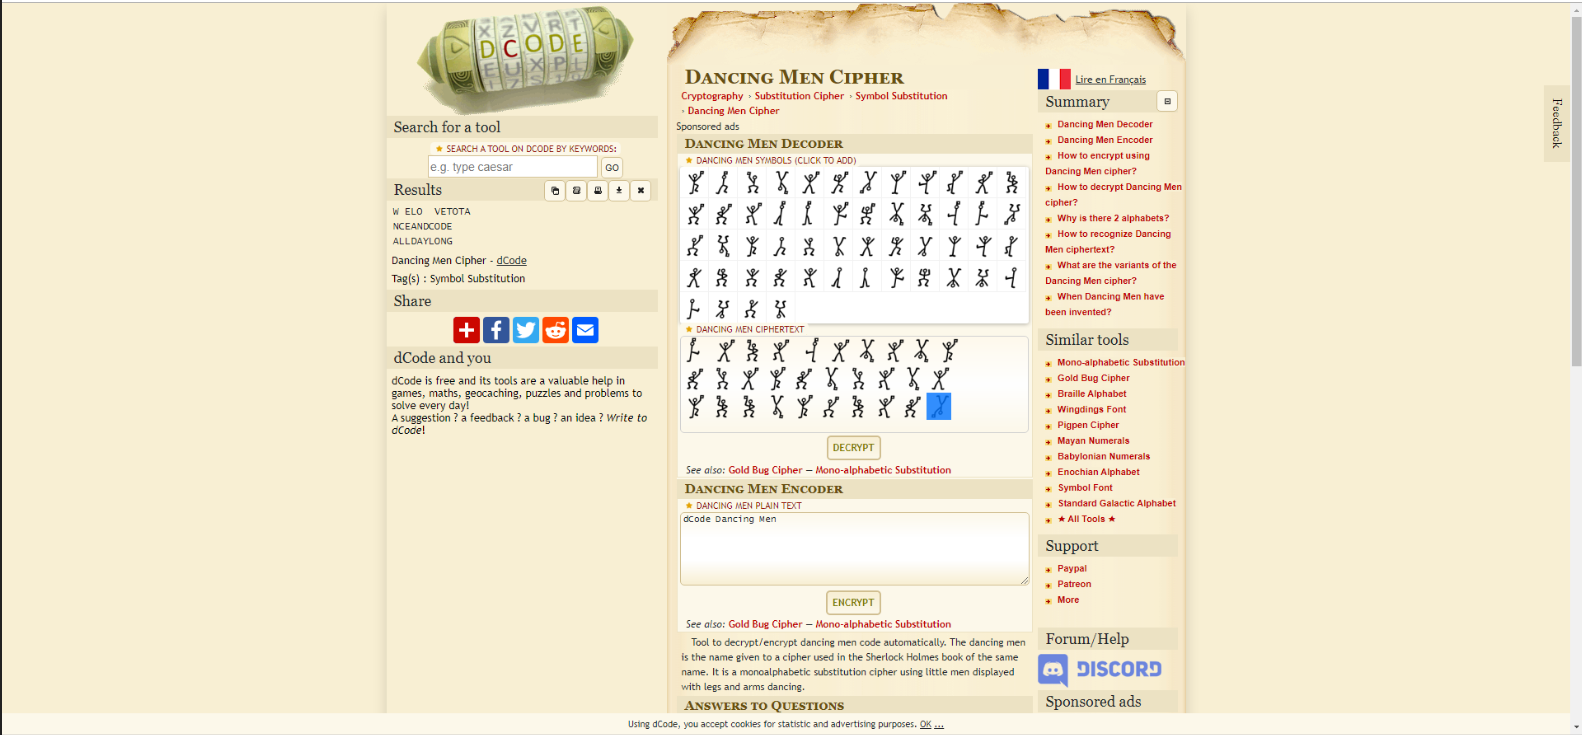 DCODE
Search for a tool
★ SEARCH A TOOL ON DCODE BY KEYWORDS:
e.g. type caesar
GO
Results
W ELO  VETOTA
NCEANDCODE
ALLDAYLONG
Dancing Men Cipher - dCode
Tag(s) : Symbol Substitution
Share
dCode and you
dCode is free and its tools are a valuable help in
games, maths, geocaching, puzzles and problems to
solve every day!
A suggestion ? a feedback ? a bug ? an idea ? Write to
dCode!
DANCING MEN CIPHER
Cryptography › Substitution Cipher › Symbol Substitution
› Dancing Men Cipher
Sponsored ads
DANCING MEN DECODER
★ DANCING MEN SYMBOLS (CLICK TO ADD)
★ DANCING MEN CIPHERTEXT
DECRYPT
See also: Gold Bug Cipher — Mono-alphabetic Substitution
DANCING MEN ENCODER
★ DANCING MEN PLAIN TEXT
dCode Dancing Men
ENCRYPT
See also: Gold Bug Cipher — Mono-alphabetic Substitution
Tool to decrypt/encrypt dancing men code automatically. The dancing men
is the name given to a cipher used in the Sherlock Holmes book of the same
name. It is a monoalphabetic substitution cipher using little men displayed
with legs and arms dancing.
ANSWERS TO QUESTIONS
Lire en Français
Summary
Dancing Men Decoder
Dancing Men Encoder
How to encrypt using
Dancing Men cipher?
How to decrypt Dancing Men
cipher?
Why is there 2 alphabets?
How to recognize Dancing
Men ciphertext?
What are the variants of the
Dancing Men cipher?
When Dancing Men have
been invented?
Similar tools
Mono-alphabetic Substitution
Gold Bug Cipher
Braille Alphabet
Wingdings Font
Pigpen Cipher
Mayan Numerals
Babylonian Numerals
Enochian Alphabet
Symbol Font
Standard Galactic Alphabet
★ All Tools ★
Support
Paypal
Patreon
More
Forum/Help
DISCORD
Sponsored ads
Feedback
Using dCode, you accept cookies for statistic and advertising purposes. OK ...